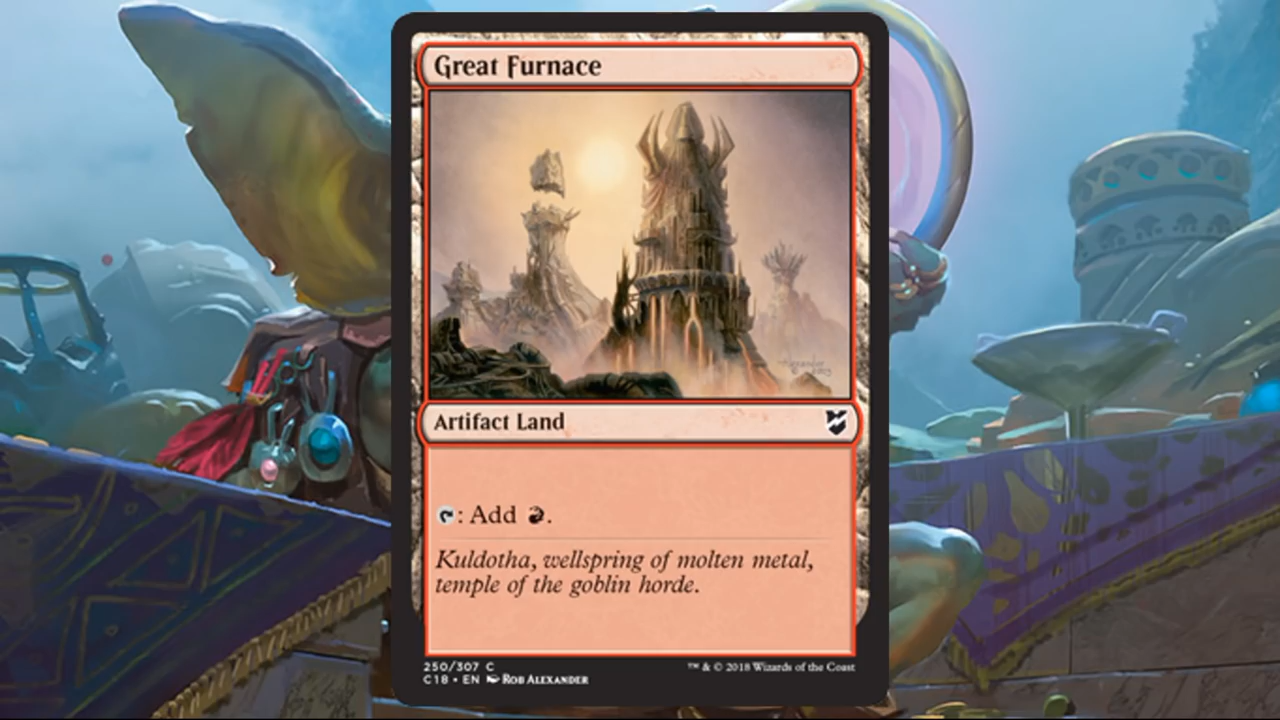 Great Furnace
Artifact Land
: Add .
Kuldotha, wellspring of molten metal,
temple of the goblin horde.
250/307 C
™ & © 2018 Wizards of the Coast
C18 • EN Rob Alexander